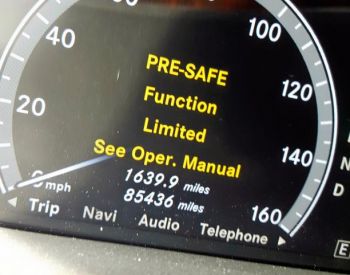 40
100
PRE-SAFE
Function
120
20
Limited
See Oper. Manual
140
N
1639.9 miles
0 mph
85436 miles
D
160
Trip Navi Audio Telephone
E